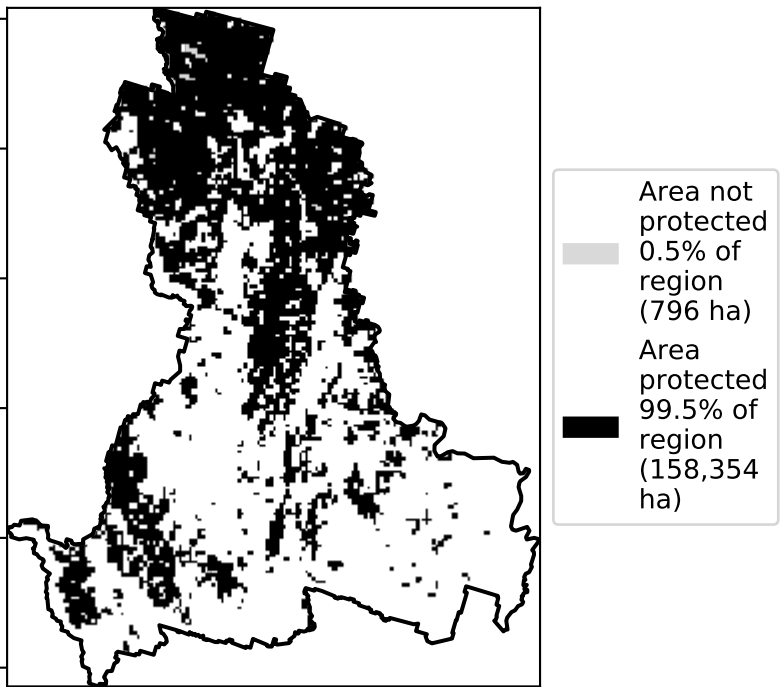 Area not
protected
0.5% of
region
(796 ha)
Area
protected
99.5% of
region
(158,354
ha)